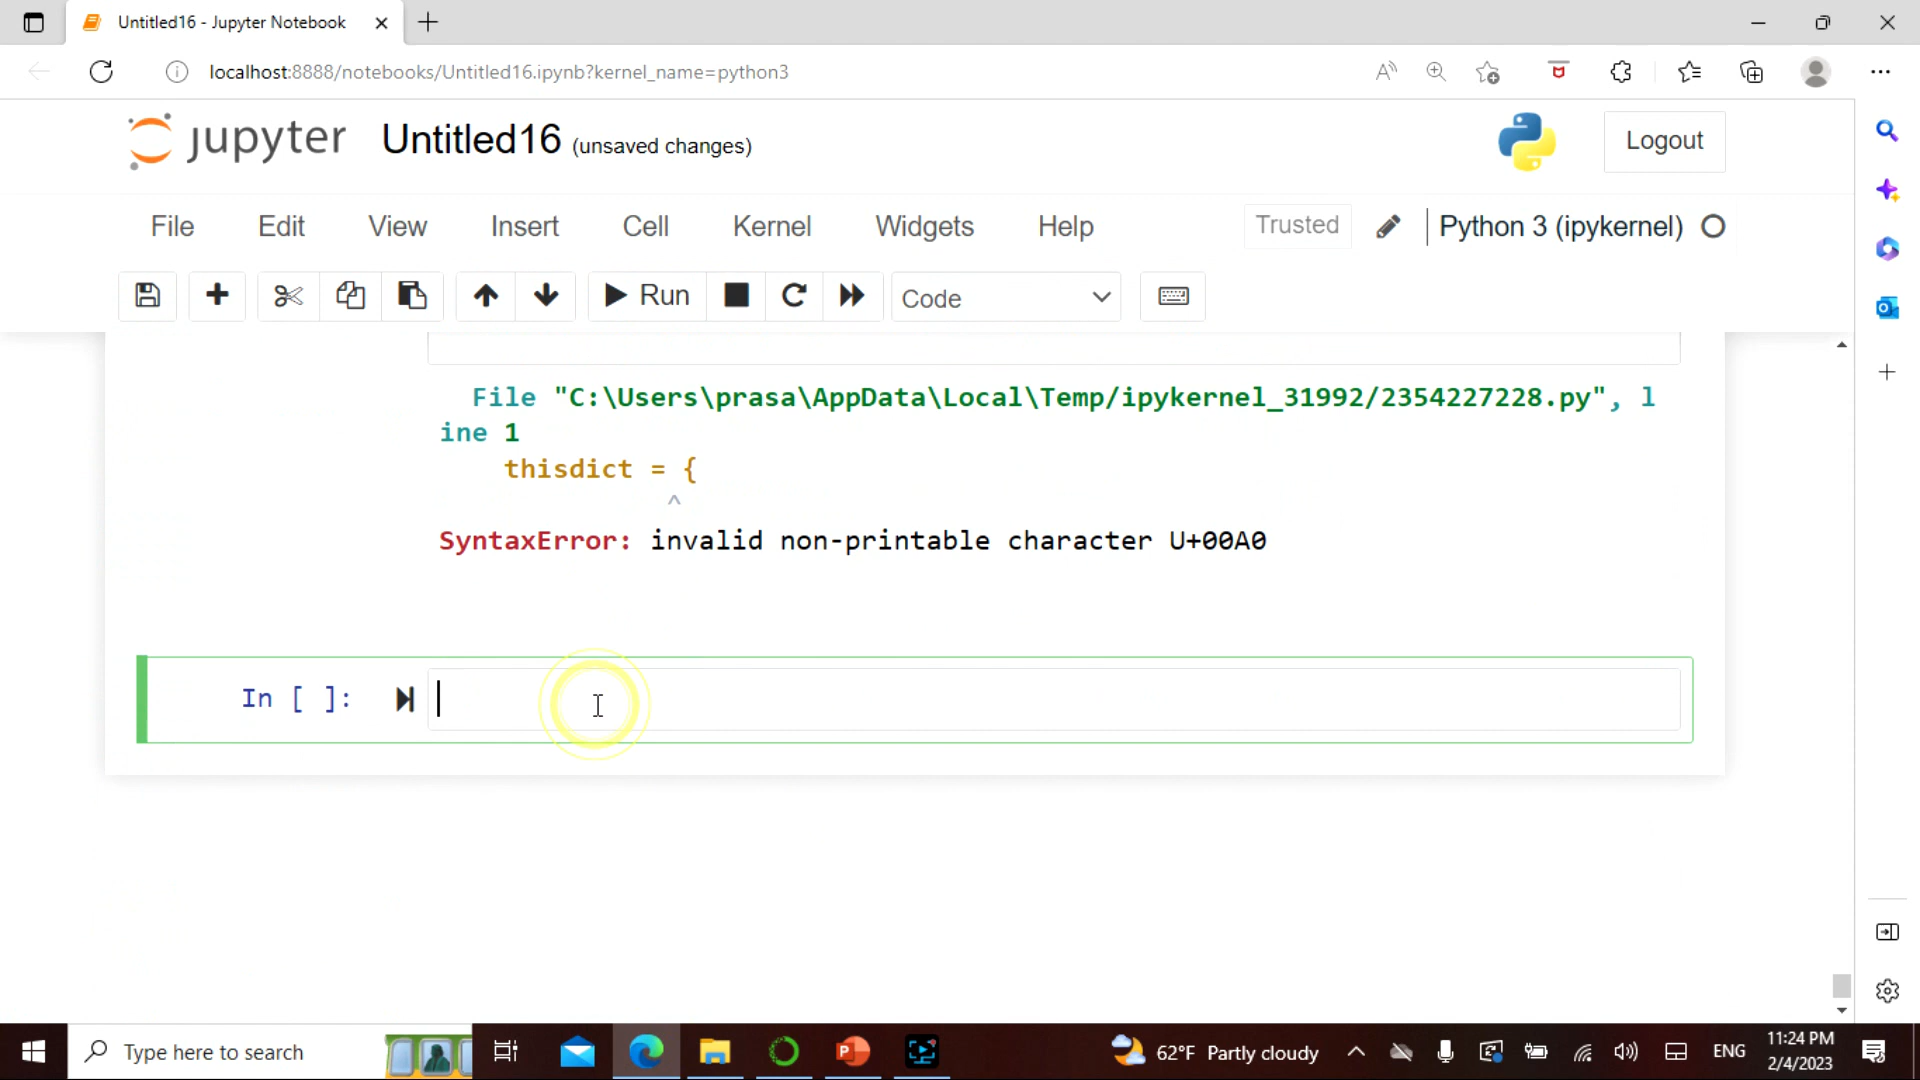 Untitled16 - Jupyter Notebook
localhost:8888/notebooks/Untitled16.ipynb?kernel_name=python3
jupyter Untitled16 (unsaved changes)
Logout
File Edit View Insert Cell Kernel Widgets Help Trusted Python 3 (ipykernel)
Run Code
File "C:\Users\prasa\AppData\Local\Temp/ipykernel_31992/2354227228.py", l
ine 1
thisdict = {
^
SyntaxError: invalid non-printable character U+00A0
In [ ]:
Type here to search
62°F Partly cloudy
ENG
11:24 PM
2/4/2023